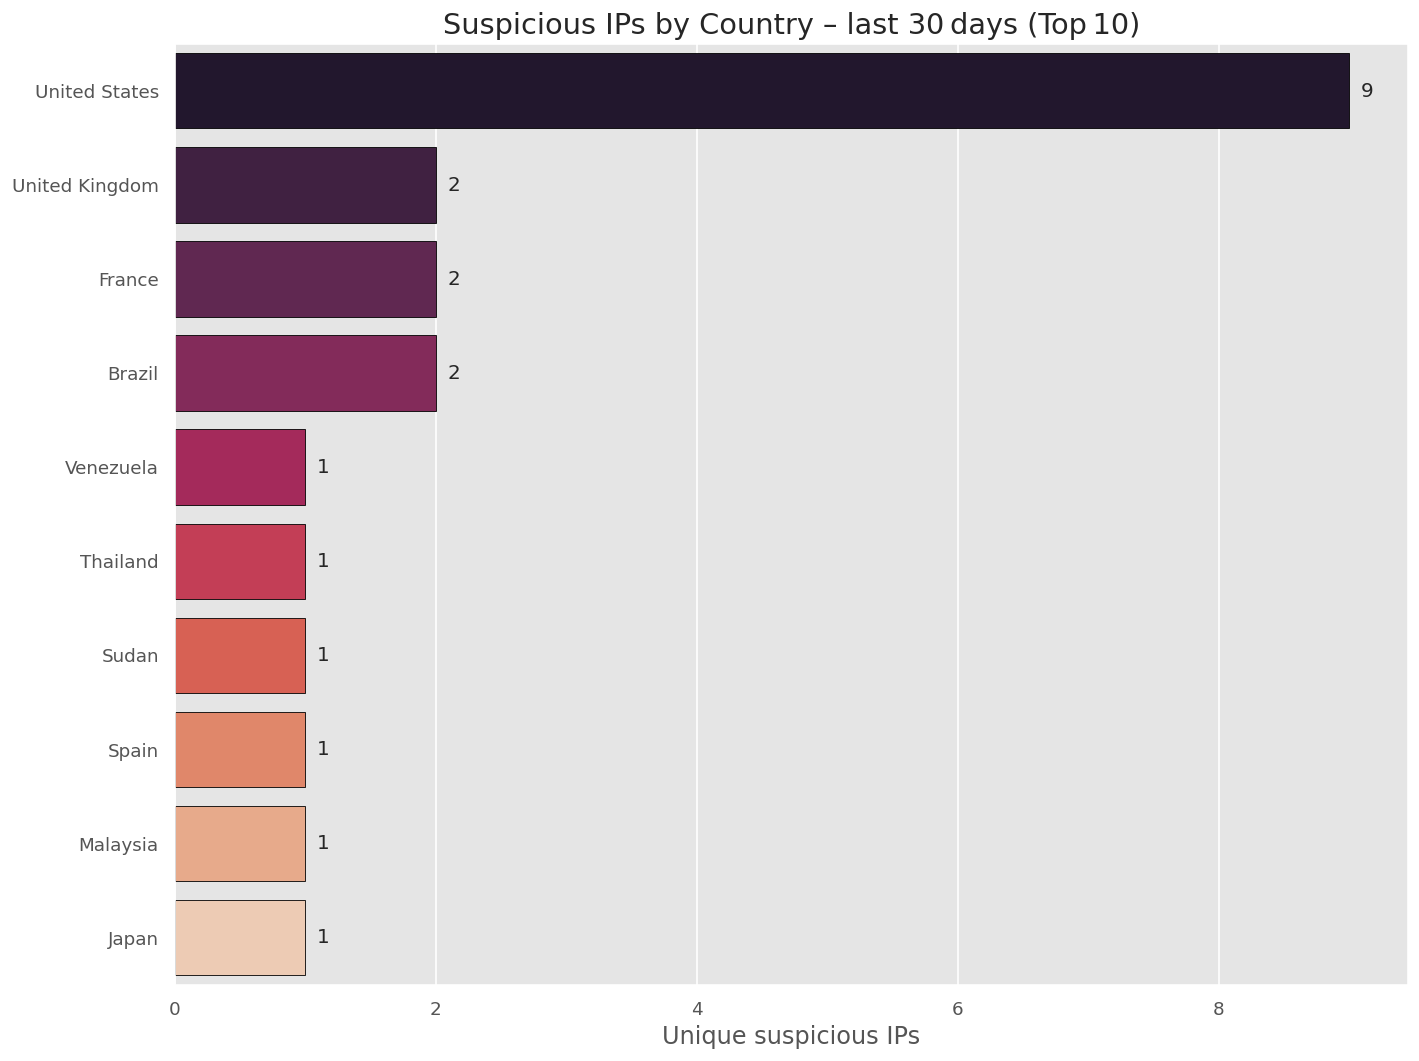 Suspicious IPs by Country – last 30 days (Top 10)
United States 9
United Kingdom 2
France 2
Brazil 2
Venezuela 1
Thailand 1
Sudan 1
Spain 1
Malaysia 1
Japan 1
0 2 4 6 8
Unique suspicious IPs